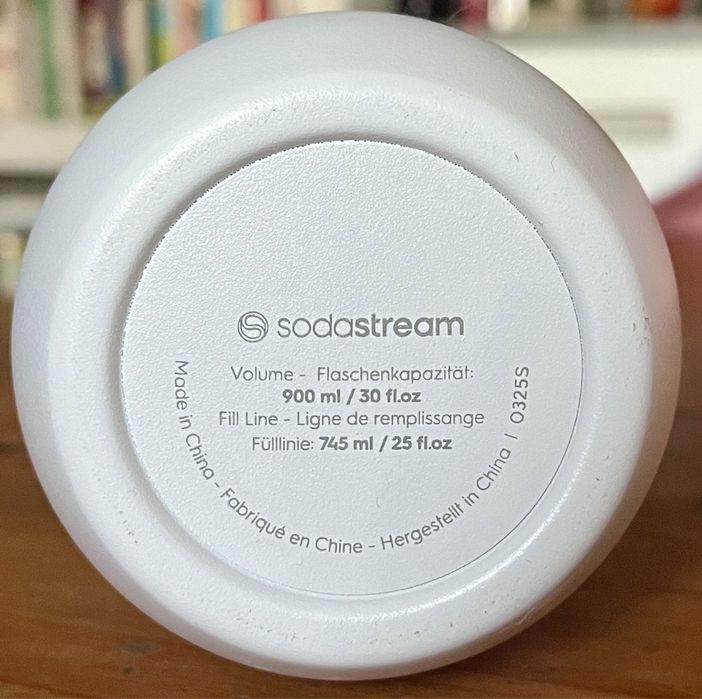 sodastream
Volume - Flaschenkapazität:
900 ml / 30 fl.oz
Fill Line - Ligne de remplissange
Fülllinie: 745 ml / 25 fl.oz
Made in China - Fabriqué en Chine - Hergestellt in China | 0325S